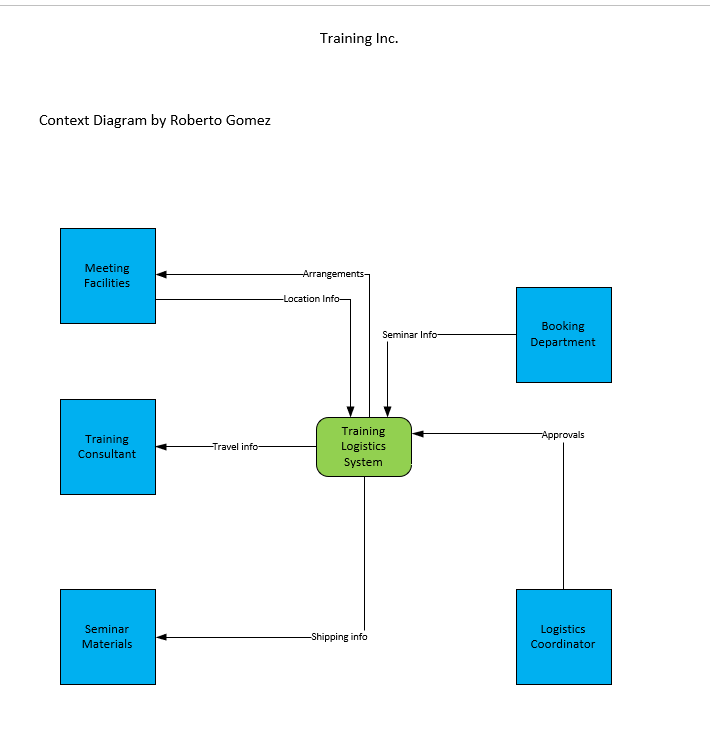 Training Inc.
Context Diagram by Roberto Gomez
Meeting
Facilities
Arrangements
Location Info
Seminar Info
Booking
Department
Training
Consultant
Travel info
Training
Logistics
System
Approvals
Seminar
Materials
Shipping info
Logistics
Coordinator